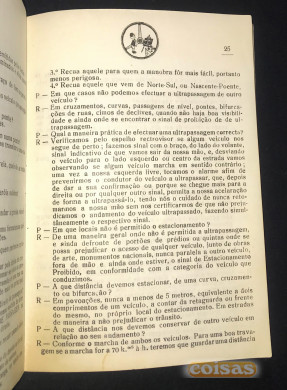 25
3.º Recua aquele para quem a manobra fôr mais fácil, portanto
menos perigosa.
4.º Recua aquele que vem de Norte-Sul, ou Nascente-Poente.
P — Em que casos não podemos efectuar a ultrapassagem de outro
veículo?
R — Em cruzamentos, curvas, passagens de nível, pontes, bifurca-
ções de ruas, cimos de declives, quando não haja boa visibili-
dade e ainda onde se encontrar o sinal de proibição de ul-
trapassagem.
P — Qual a maneira prática de efectuar uma ultrapassagem correcta?
R — Verificamos pelo espelho retrovisor se algum veículo nos
segue de perto; fazemos sinal com o braço, do lado do volante,
sinal indicativo de que vamos sair da nossa mão, e, desviando
o veículo para o lado esquerdo ou centro da estrada vamos
observando se algum veículo marcha em sentido contrário;
uma vez a nossa esquerda livre, tocamos o alarme afim de
prevenirmos o condutor do veículo a ultrapassar, que, depois
de dar a sua confirmação ou porque se chegue mais para a
direita ou por qualquer outro sinal, permita a nossa aceleração
de forma a ultrapassá-lo, tendo nós o cuidado de nunca reto-
marmos a nossa mão sem nos certificarmos de que não preju-
dicamos o andamento do veículo ultrapassado, fazendo simul-
tâneamente o respectivo sinal.
P — Em que locais não é permitido o estacionamento?
R — De uma maneira geral onde não é permitida a ultrapassagem,
e ainda defronte de portões de prédios ou quintas onde se
possa prejudicar o acesso de qualquer veículo, junto de obras
de arte, monumentos nacionais, nunca paralela a outro veículo,
fora de mão e ainda onde estiver, o sinal de Estacionamento
Proibido, em conformidade com a categoria do veículo que
conduzimos.
P — A que distância devemos estacionar, de uma curva, cruzamen-
to ou bifurcação?
R — Em povoações, nunca a menos de 5 metros, equivalente a dois
comprimentos de um veículo, a contar da retaguarda ou frente
do mesmo, no próprio local do estacionamento. Em estradas
de maneira a não prejudicar o trânsito.
P — A que distância nos devemos conservar de outro veículo em
relação ao seu andamento?
R — Conforme o marcha de ambos os veículos. Para uma boa trava-
gem se a marcha for a 70 k.ᵐᵒˢ à h. teremos que guardar uma distância
coisas